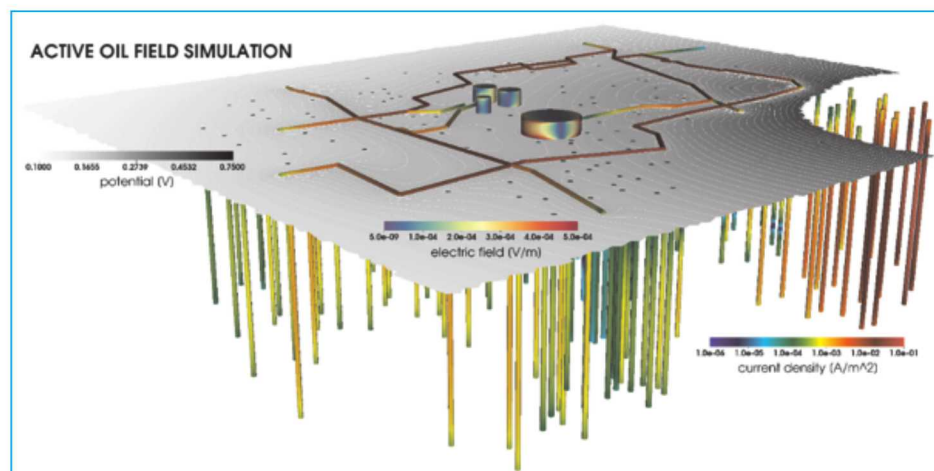 ACTIVE OIL FIELD SIMULATION
0.1000 0.1655 0.2739 0.4532 0.7500
potential (V)
5.0e-09 1.0e-04 2.0e-04 3.0e-04 4.0e-04 5.0e-04
electric field (V/m)
1.0e-06 1.0e-05 1.0e-04 1.0e-03 1.0e-02 1.0e-01
current density (A/m^2)